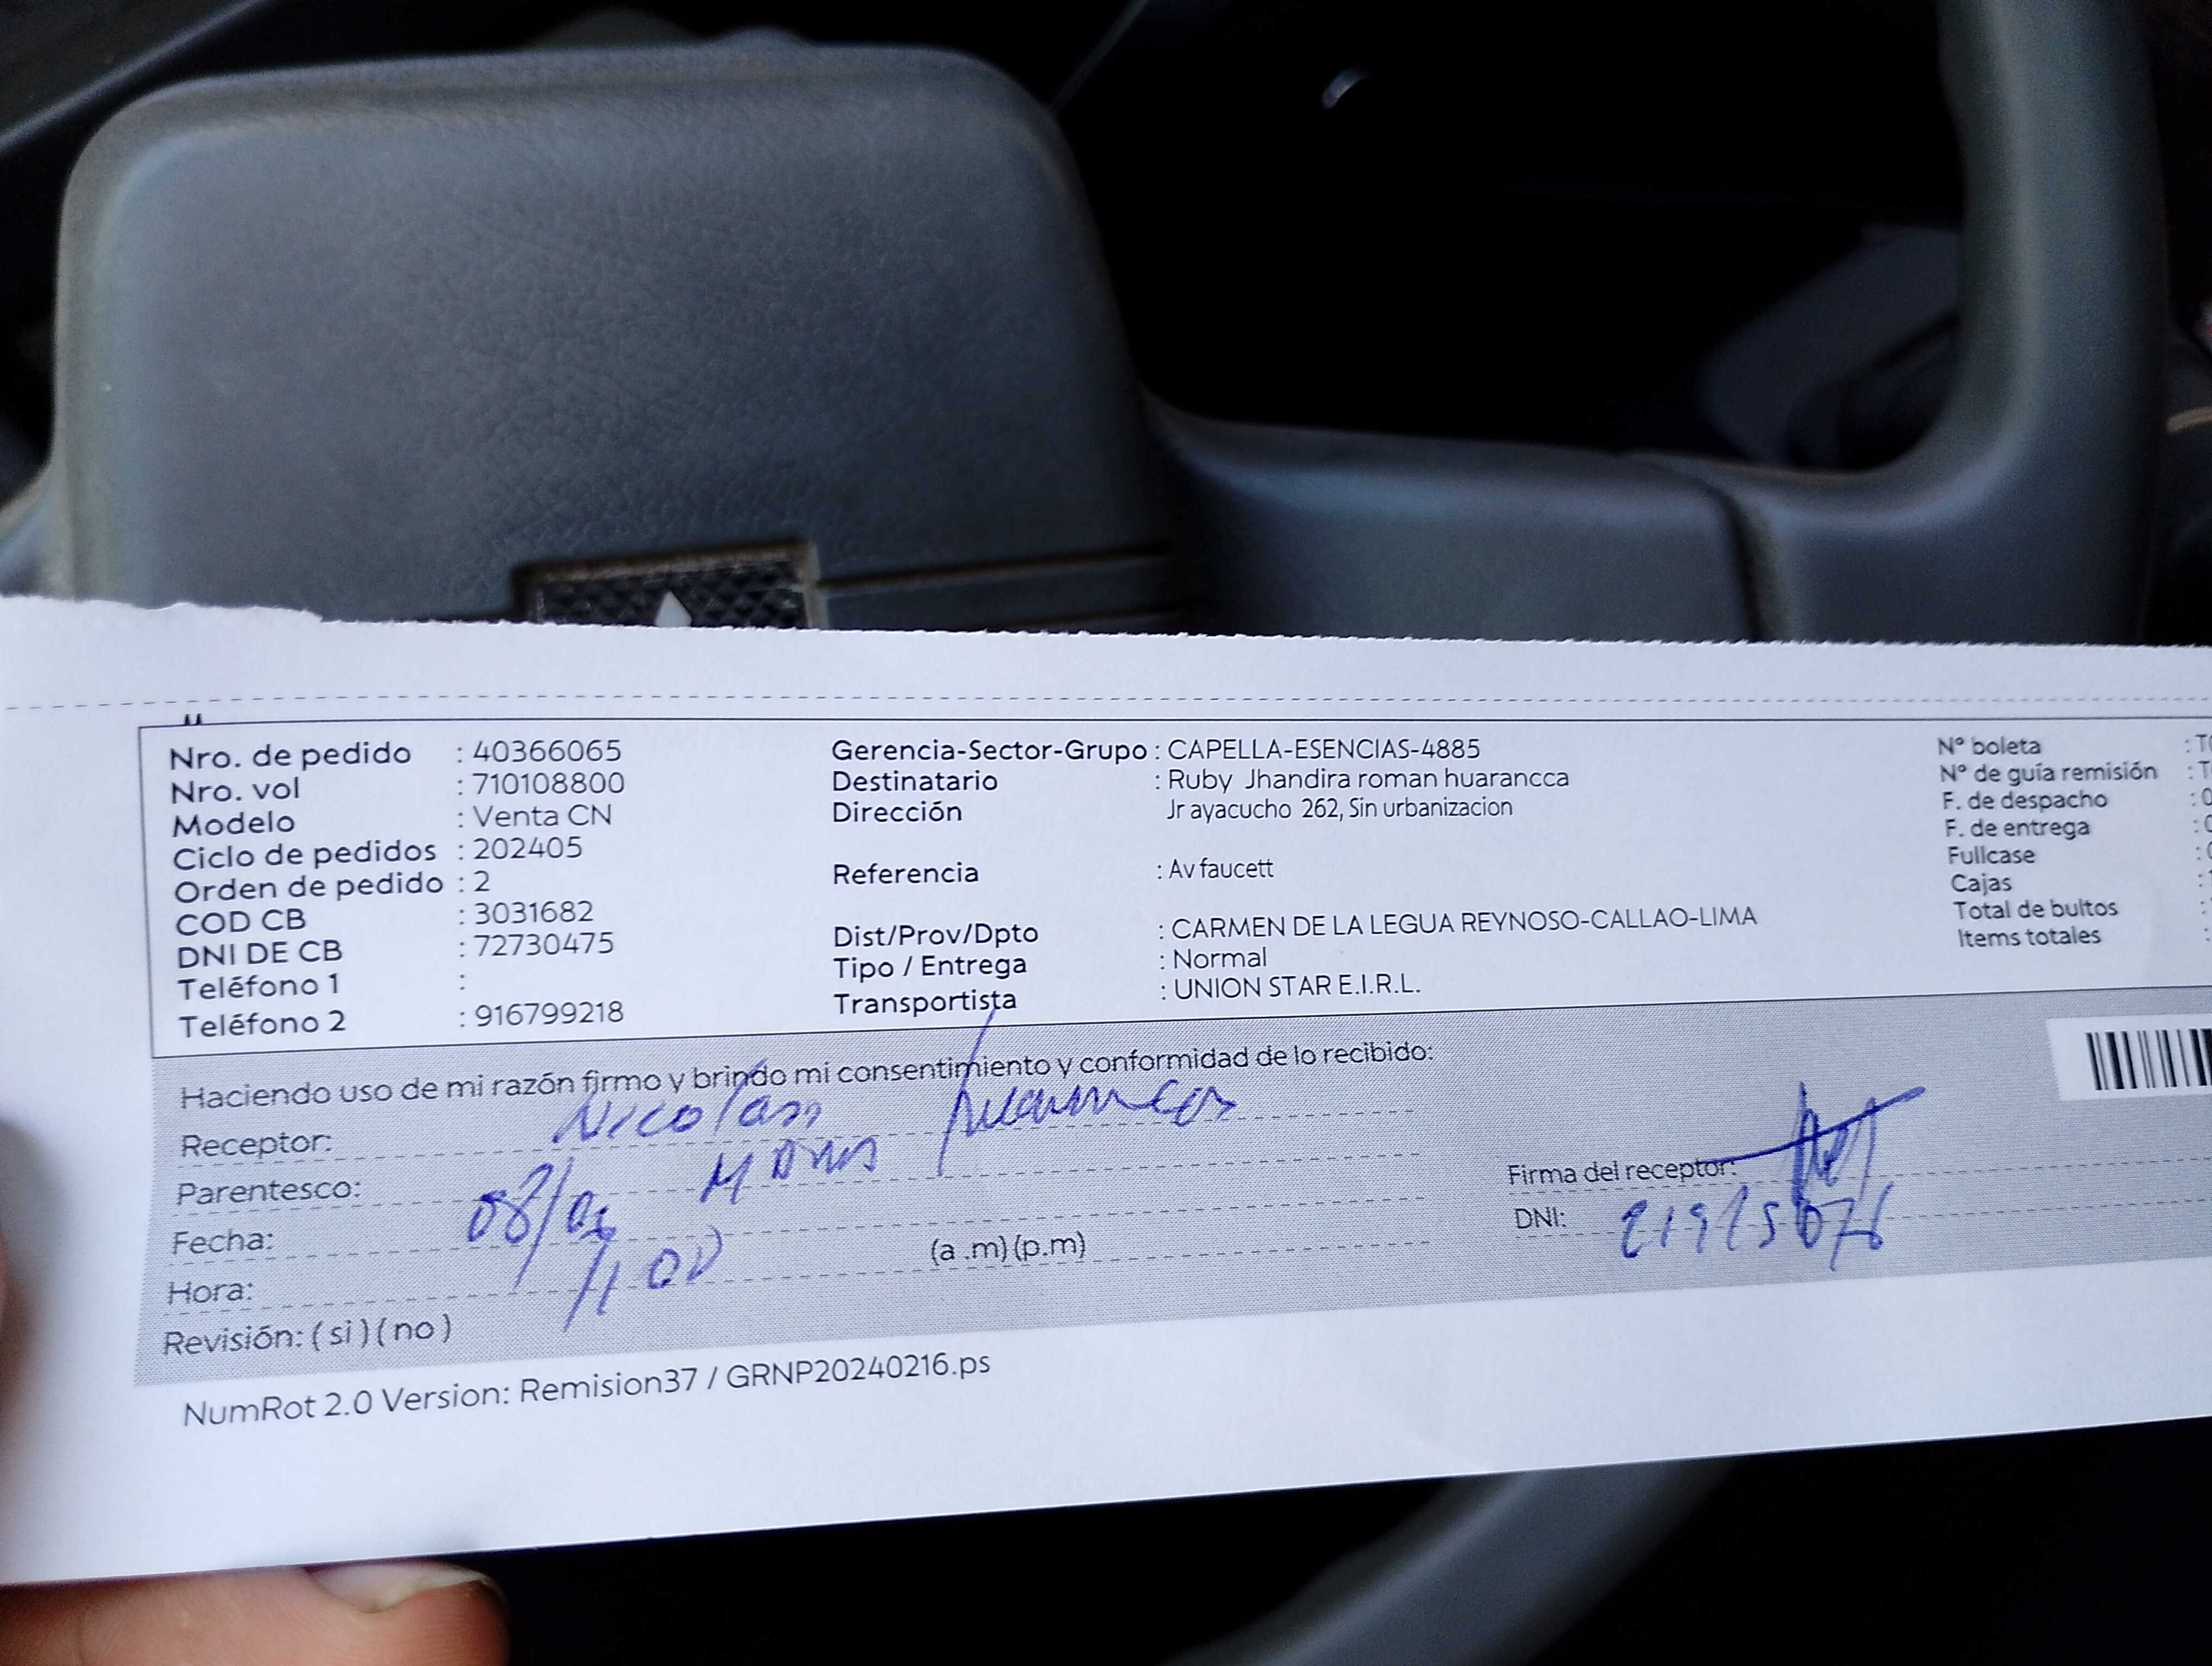 Nro. de pedido : 40366065
Nro. vol : 710108800
Modelo : Venta CN
Ciclo de pedidos : 202405
Orden de pedido : 2
COD CB : 3031682
DNI DE CB : 72730475
Teléfono 1 :
Teléfono 2 : 916799218
Gerencia-Sector-Grupo : CAPELLA-ESENCIAS-4885
Destinatario : Ruby Jhandira roman huarancca
Dirección Jr ayacucho 262, Sin urbanizacion
Referencia : Av faucett
Dist/Prov/Dpto : CARMEN DE LA LEGUA REYNOSO-CALLAO-LIMA
Tipo / Entrega : Normal
Transportista : UNION STAR E.I.R.L.
N° boleta :
N° de guía remisión :
F. de despacho :
F. de entrega :
Fullcase :
Cajas :
Total de bultos :
Items totales :
Haciendo uso de mi razón firmo y brindo mi consentimiento y conformidad de lo recibido:
Receptor: Nicolass
Parentesco:
Fecha:
Hora: 1100 (a .m) (p.m)
Revisión: ( si ) ( no )
Firma del receptor:
DNI:
NumRot 2.0 Version: Remision37 / GRNP20240216.ps